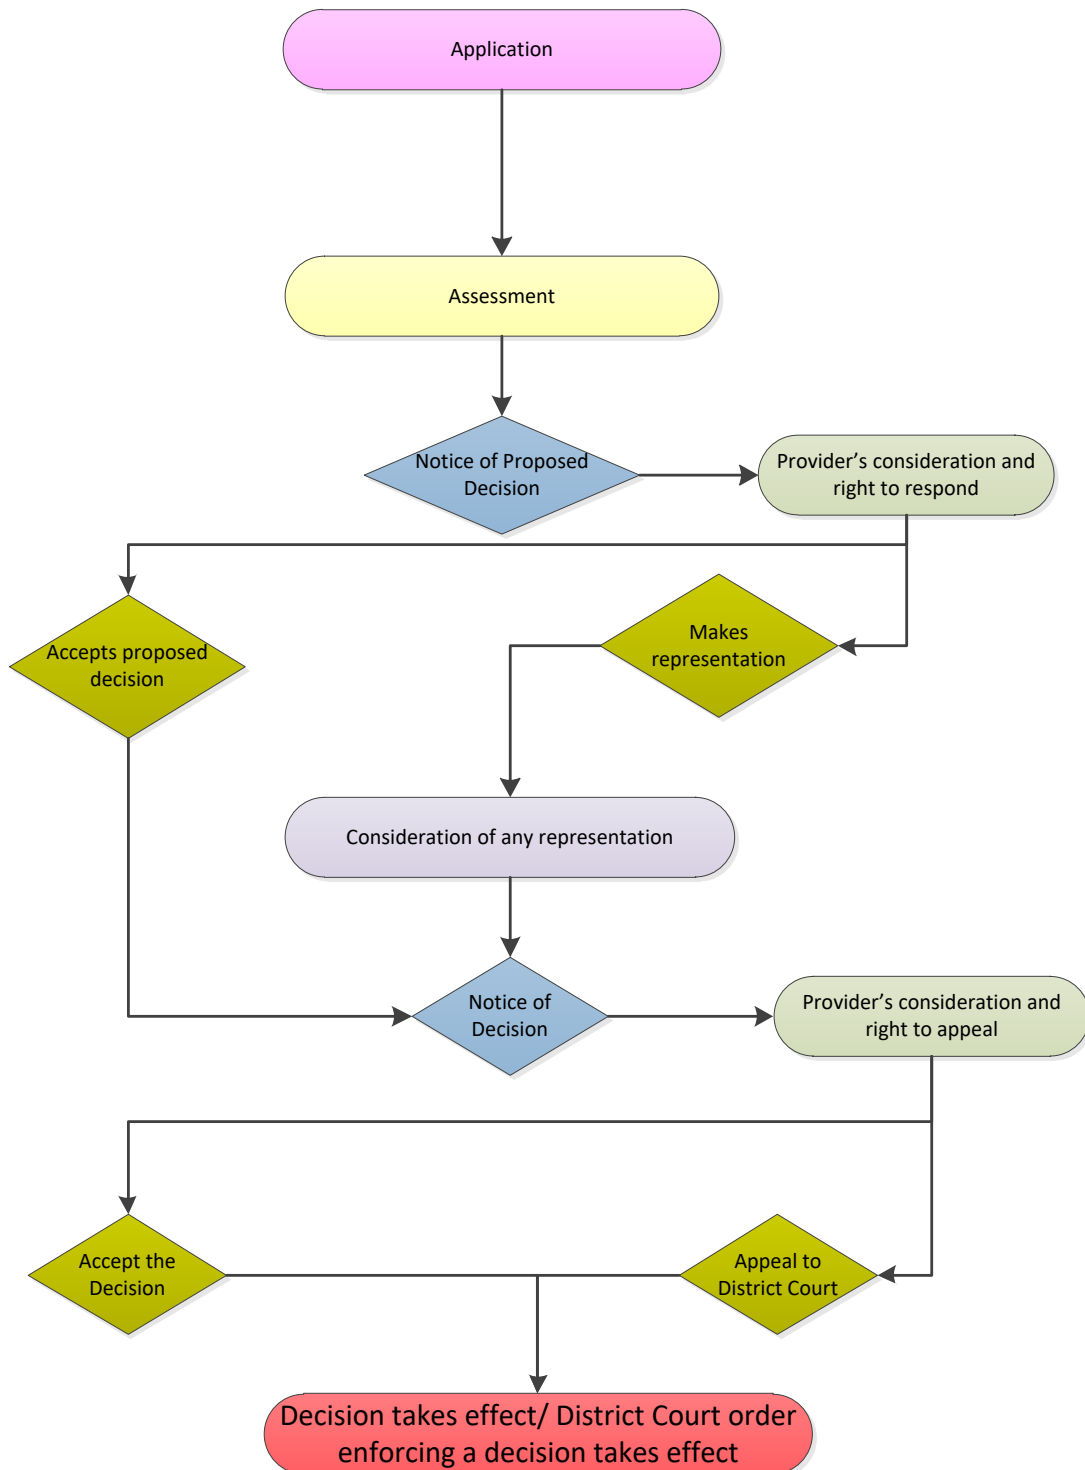 Application
Assessment
Notice of Proposed
Decision
Provider’s consideration and
right to respond
Accepts proposed
decision
Makes
representation
Consideration of any representation
Notice of
Decision
Provider’s consideration and
right to appeal
Accept the
Decision
Appeal to
District Court
Decision takes effect/ District Court order
enforcing a decision takes effect